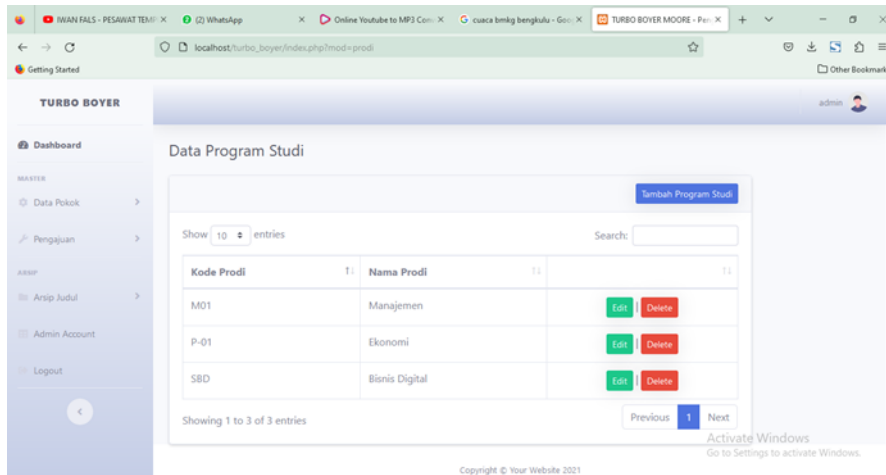 IWAN FALS - PESAWAT TEMP
(2) WhatsApp
Online Youtube to MP3 Conv
cuaca bmkg bengkulu - Goo
TURBO BOYER MOORE - Pen
localhost/turbo_boyer/index.php?mod=prodi
Getting Started
Other Bookmark
TURBO BOYER
admin
Dashboard
MASTER
Data Pokok
Pengajuan
ARSIP
Arsip Judul
Admin Account
Logout
Data Program Studi
Tambah Program Studi
Show 10 entries
Search:
Kode Prodi Nama Prodi
M01 Manajemen Edit | Delete
P-01 Ekonomi Edit | Delete
SBD Bisnis Digital Edit | Delete
Showing 1 to 3 of 3 entries
Previous 1 Next
Activate Windows
Go to Settings to activate Windows.
Copyright © Your Website 2021